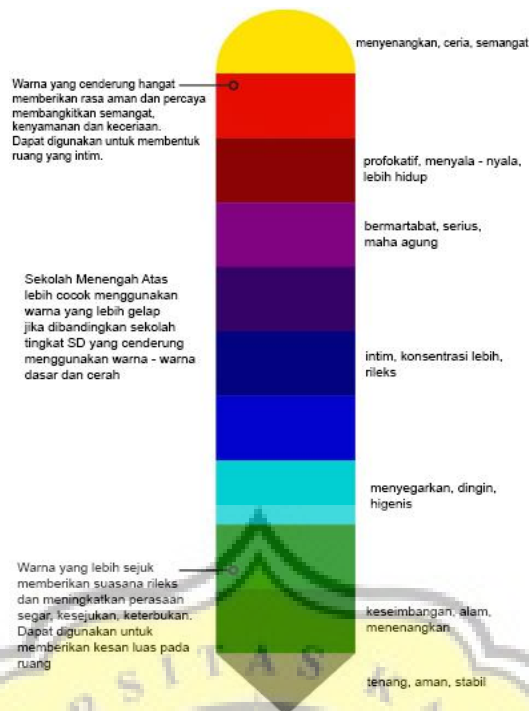 menyenangkan, ceria, semangat
Warna yang cenderung hangat
memberikan rasa aman dan percaya
membangkitkan semangat,
kenyamanan dan keceriaan.
Dapat digunakan untuk membentuk
ruang yang intim.
profokatif, menyala - nyala,
lebih hidup
bermartabat, serius,
maha agung
Sekolah Menengah Atas
lebih cocok menggunakan
warna yang lebih gelap
jika dibandingkan sekolah
tingkat SD yang cenderung
menggunakan warna - warna
dasar dan cerah
intim, konsentrasi lebih,
rileks
menyegarkan, dingin,
higenis
Warna yang lebih sejuk
memberikan suasana rileks
dan meningkatkan perasaan
segar, kesejukan, keterbukan.
Dapat digunakan untuk
memberikan kesan luas pada
ruang
keseimbangan, alam,
menenangkan
tenang, aman, stabil